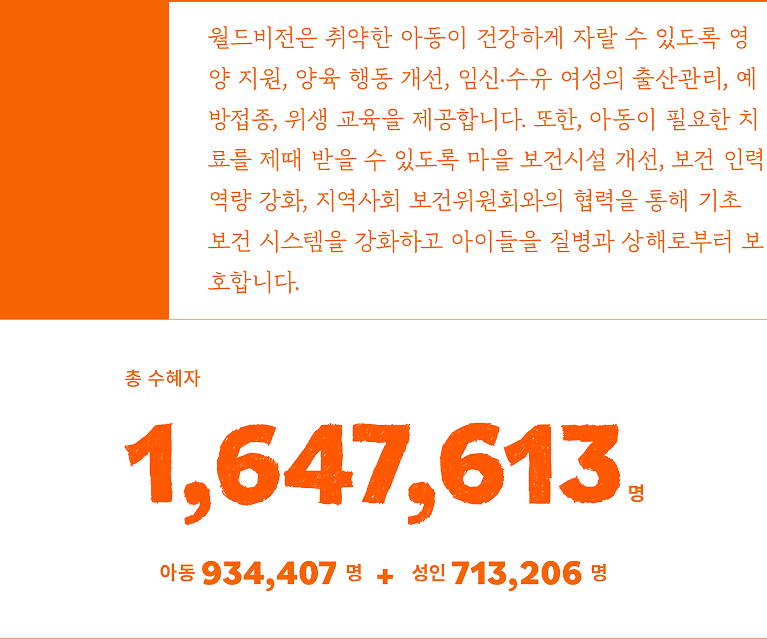 월드비전은 취약한 아동이 건강하게 자랄 수 있도록 영
양 지원, 양육 행동 개선, 임신·수유 여성의 출산관리, 예
방접종, 위생 교육을 제공합니다. 또한, 아동이 필요한 치
료를 제때 받을 수 있도록 마을 보건시설 개선, 보건 인력
역량 강화, 지역사회 보건위원회와의 협력을 통해 기초
보건 시스템을 강화하고 아이들을 질병과 상해로부터 보
호합니다.
총 수혜자
1,647,613 명
아동 934,407 명 + 성인 713,206 명